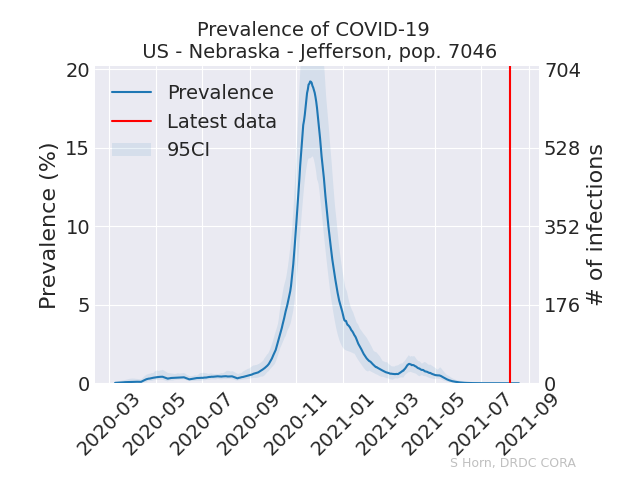 Prevalence of COVID-19
US - Nebraska - Jefferson, pop. 7046
Prevalence
Latest data
95CI
Prevalence (%)
20
15
10
5
0
704
528
352
176
0
# of infections
2020-03
2020-05
2020-07
2020-09
2020-11
2021-01
2021-03
2021-05
2021-07
2021-09
S Horn, DRDC CORA